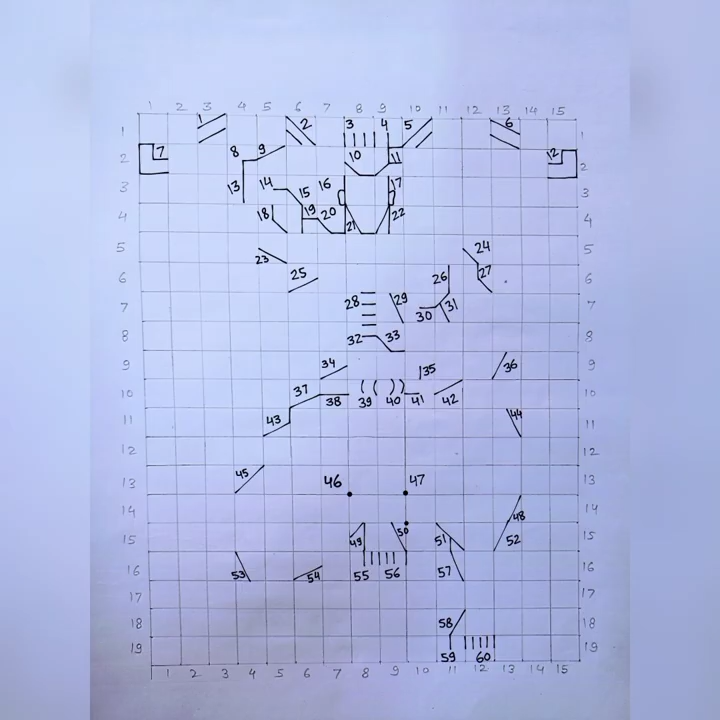 1 2 3 4 5 6 7 8 9 10 11 12 13 14 15
1 1 2 3 4 5 6 1
2 7 8 9 10 11 12 2
3 13 14 15 16 17 3
4 18 19 20 21 22 4
5 23 24 5
6 25 26 27 6
7 28 29 30 31 7
8 32 33 8
9 34 35 36 9
10 37 38 39 40 41 42 10
11 43 44 11
12 12
13 45 46 47 13
14 48 14
15 49 50 51 52 15
16 53 54 55 56 57 16
17 17
18 58 18
19 59 60 19
1 2 3 4 5 6 7 8 9 10 11 12 13 14 15